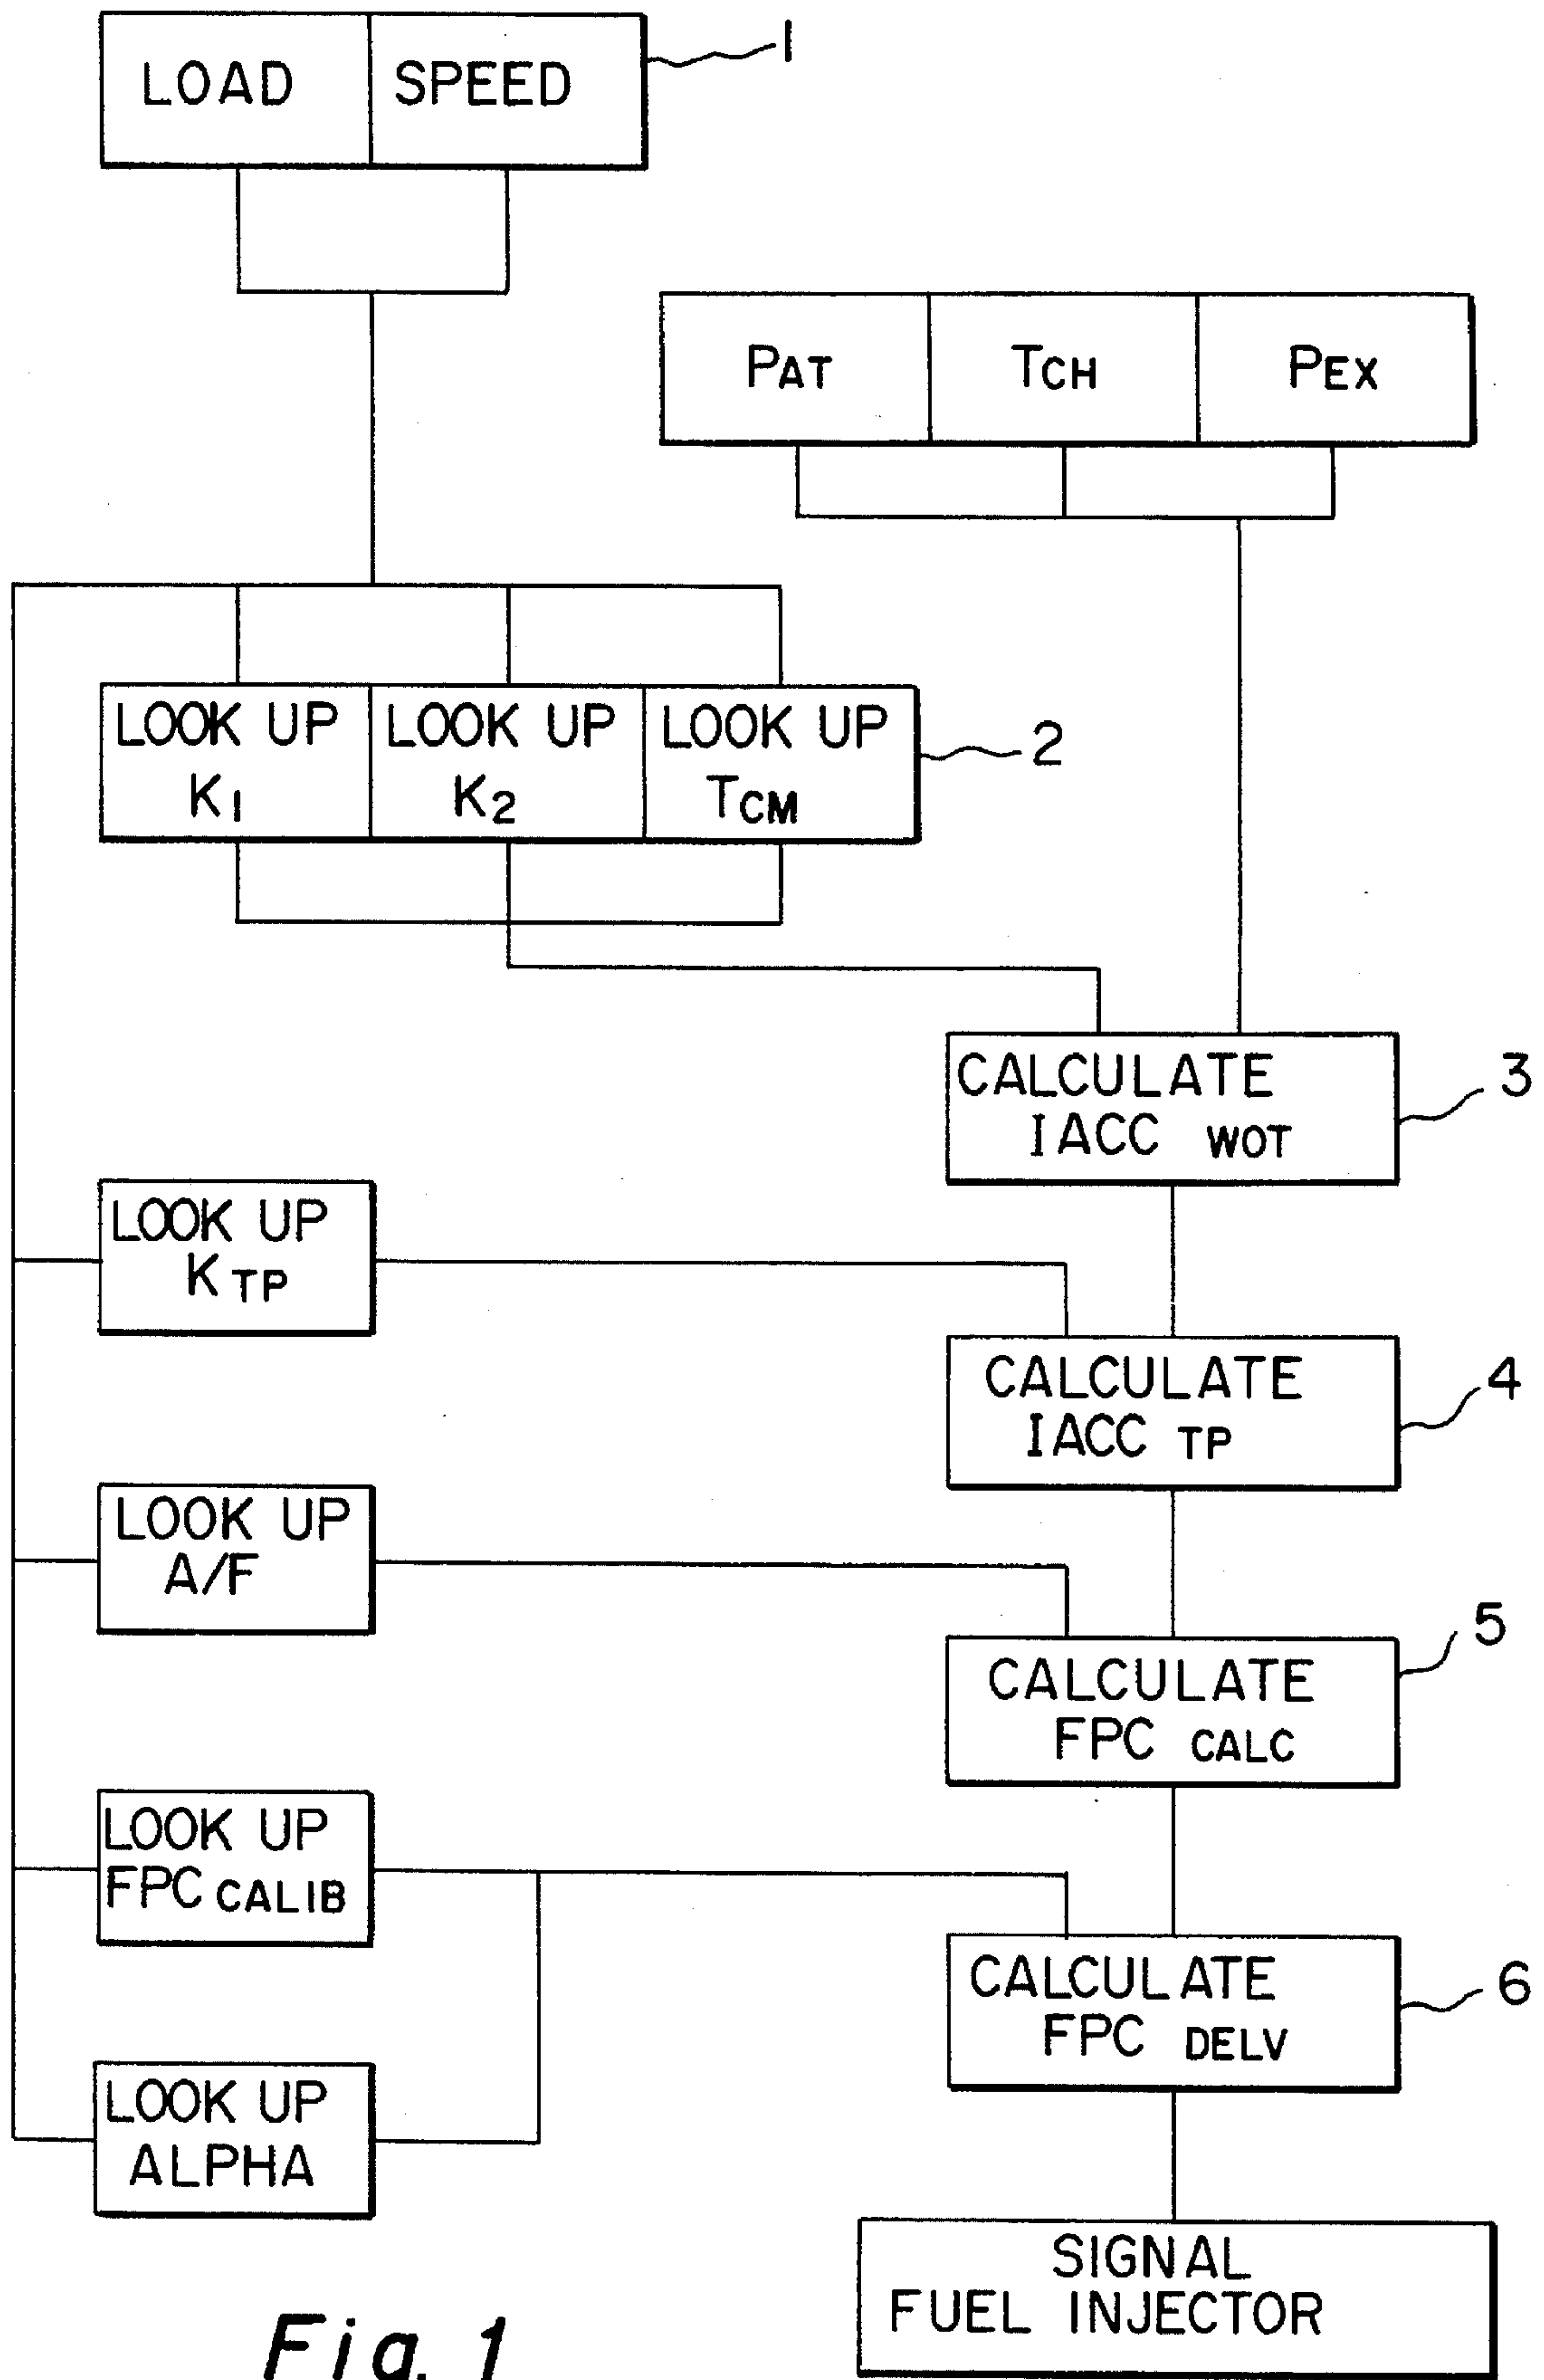 LOAD SPEED 1
PAT TCH PEX
LOOK UP LOOK UP LOOK UP
K1 K2 TCM 2
CALCULATE 3
IACC WOT
LOOK UP
KTP
CALCULATE 4
IACC TP
LOOK UP
A/F
CALCULATE 5
FPC CALC
LOOK UP
FPC CALIB
CALCULATE 6
FPC DELV
LOOK UP
ALPHA
SIGNAL
FUEL INJECTOR
Fig. 1